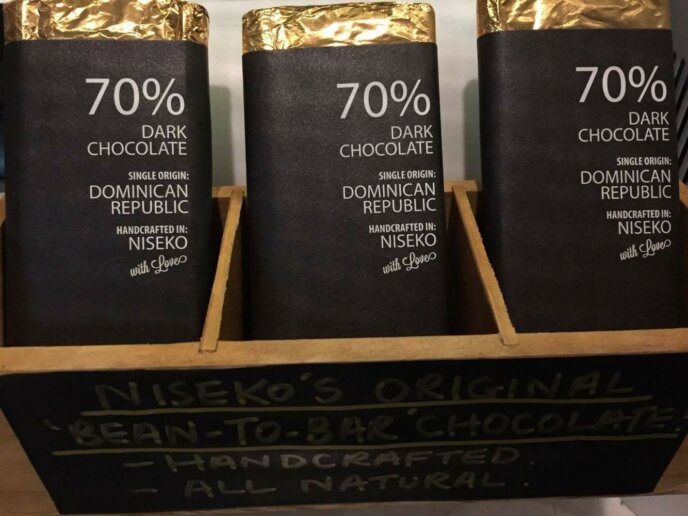 70%
DARK
CHOCOLATE
SINGLE ORIGIN:
DOMINICAN
REPUBLIC
HANDCRAFTED IN:
NISEKO
with Love
70%
DARK
CHOCOLATE
SINGLE ORIGIN:
DOMINICAN
REPUBLIC
HANDCRAFTED IN:
NISEKO
with Love
70%
DARK
CHOCOLATE
SINGLE ORIGIN:
DOMINICAN
REPUBLIC
HANDCRAFTED IN:
NISEKO
with Love
NISEKO'S ORIGINAL
'BEAN-TO-BAR' CHOCOLATE:
- HANDCRAFTED.
- ALL NATURAL.